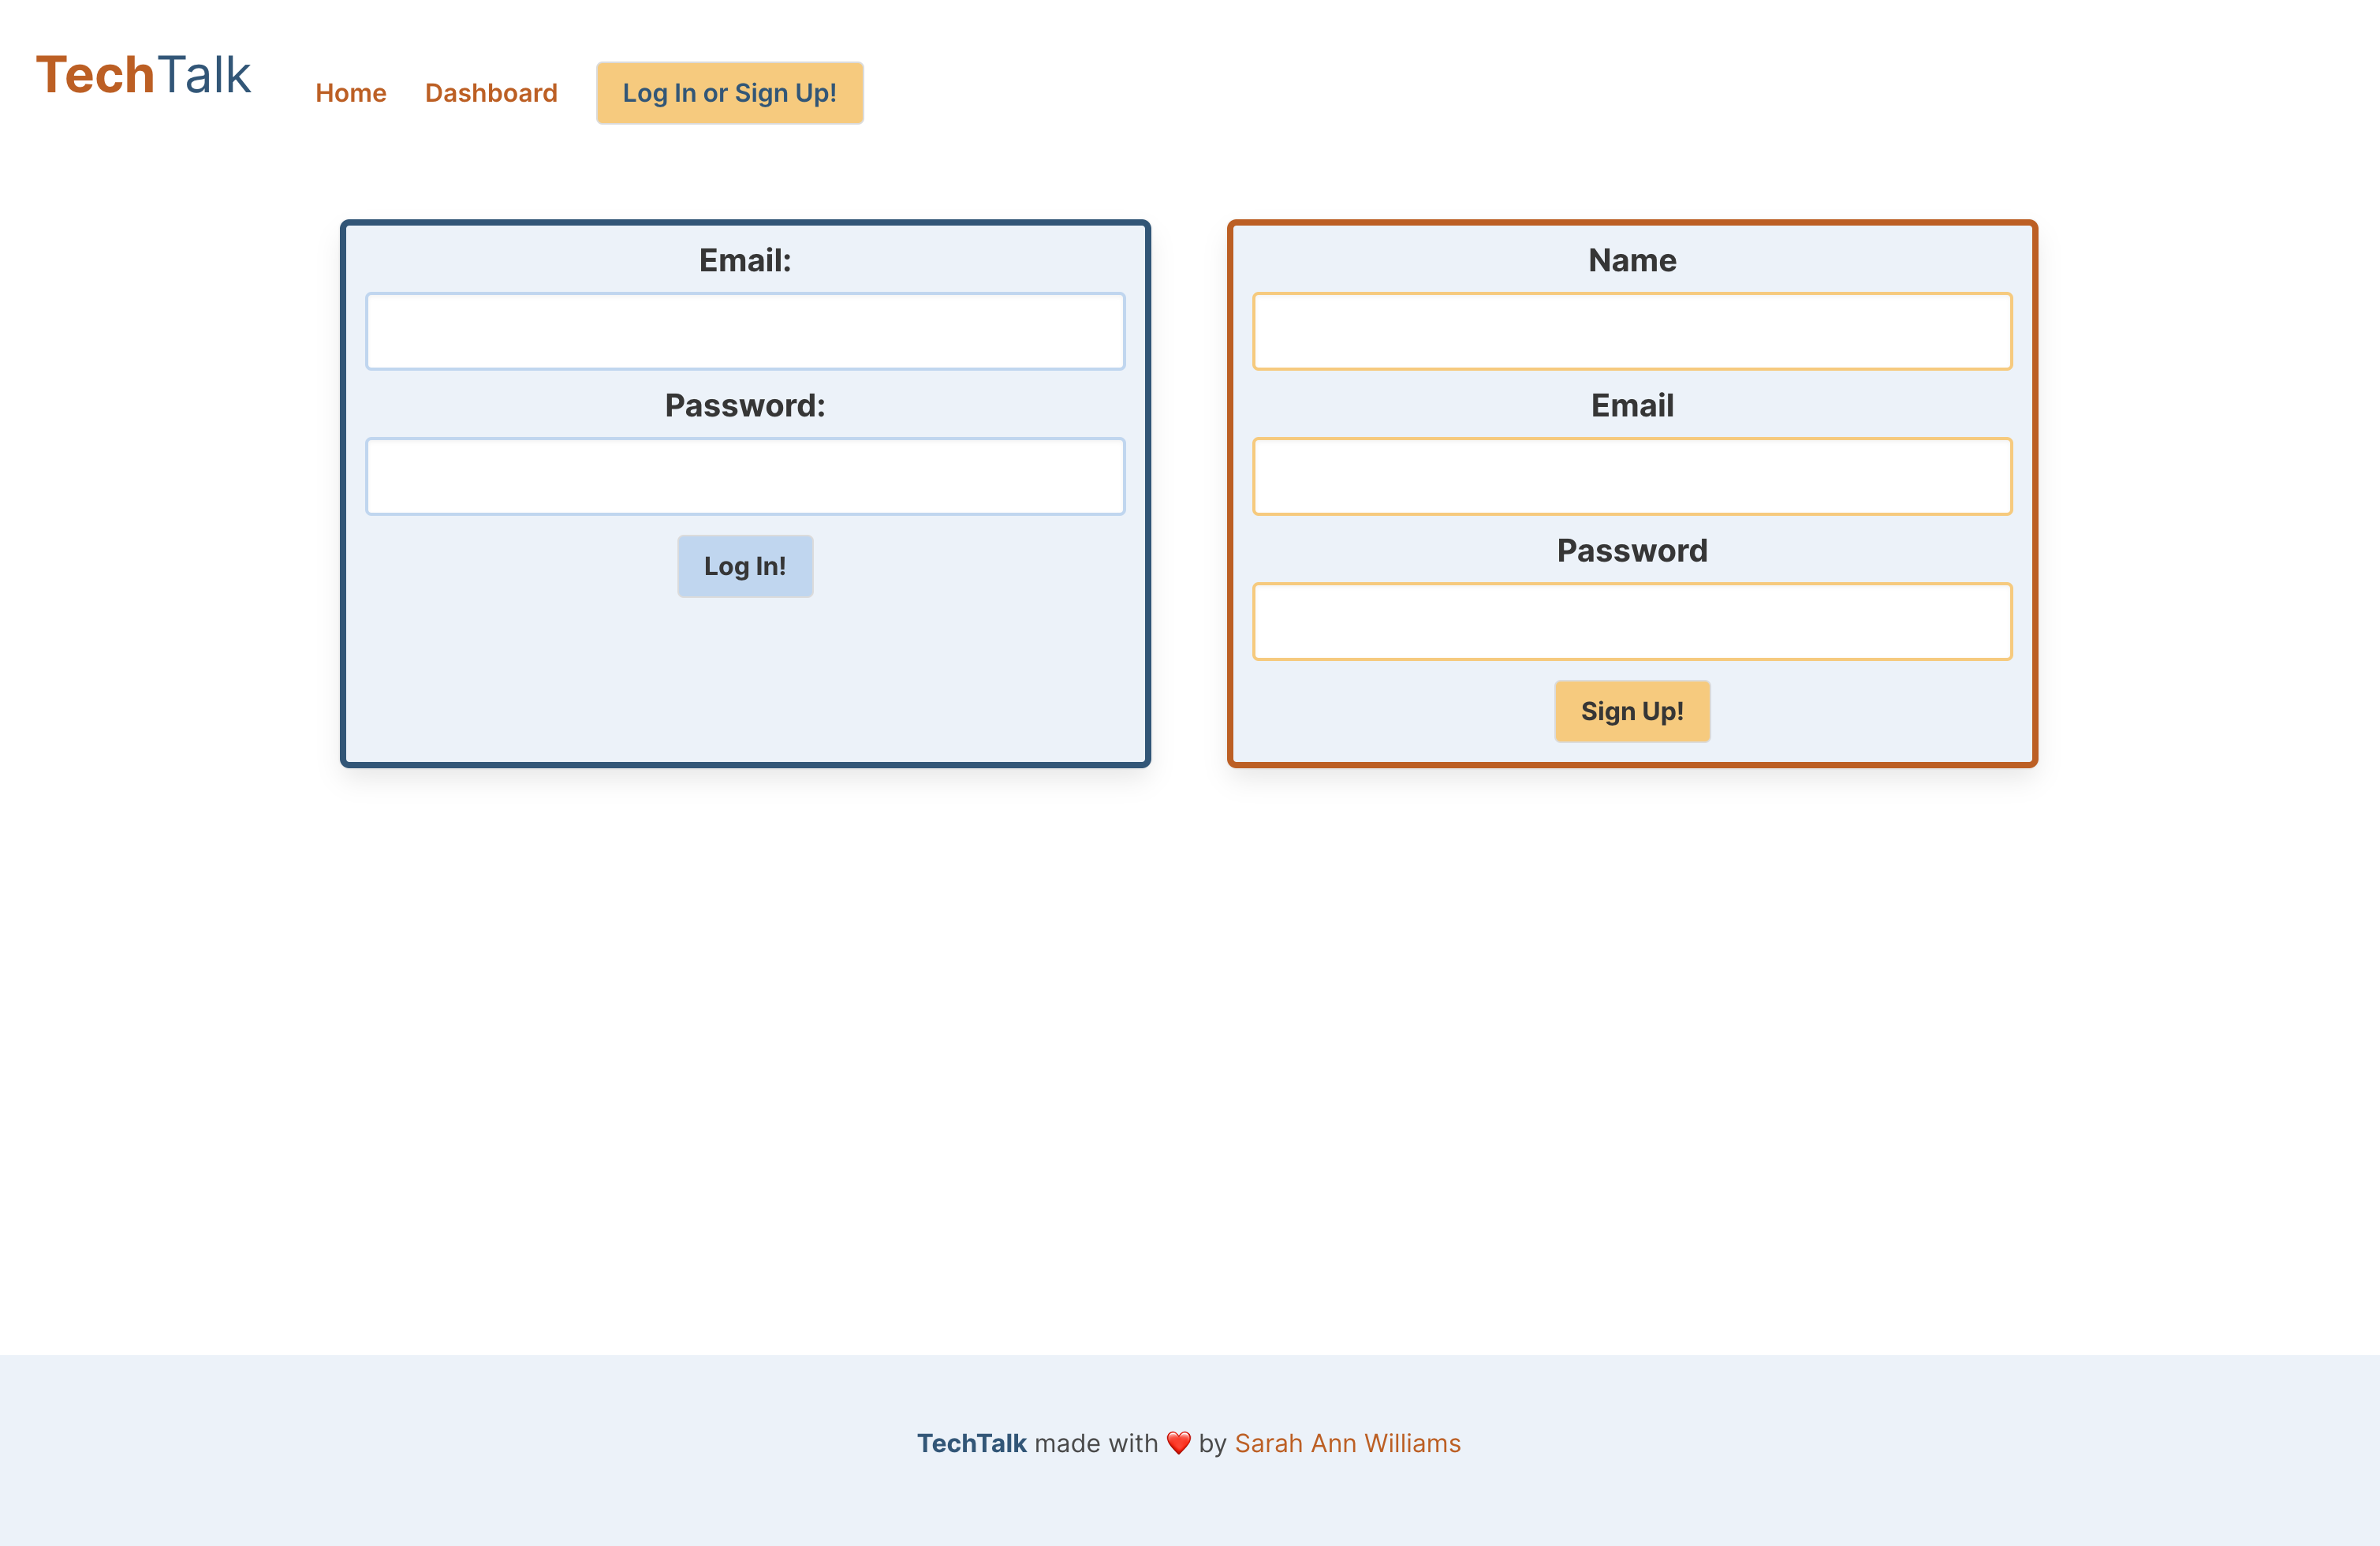 TechTalk
Home Dashboard Log In or Sign Up!
Email:
Password:
Log In!
Name
Email
Password
Sign Up!
TechTalk made with ❤️ by Sarah Ann Williams